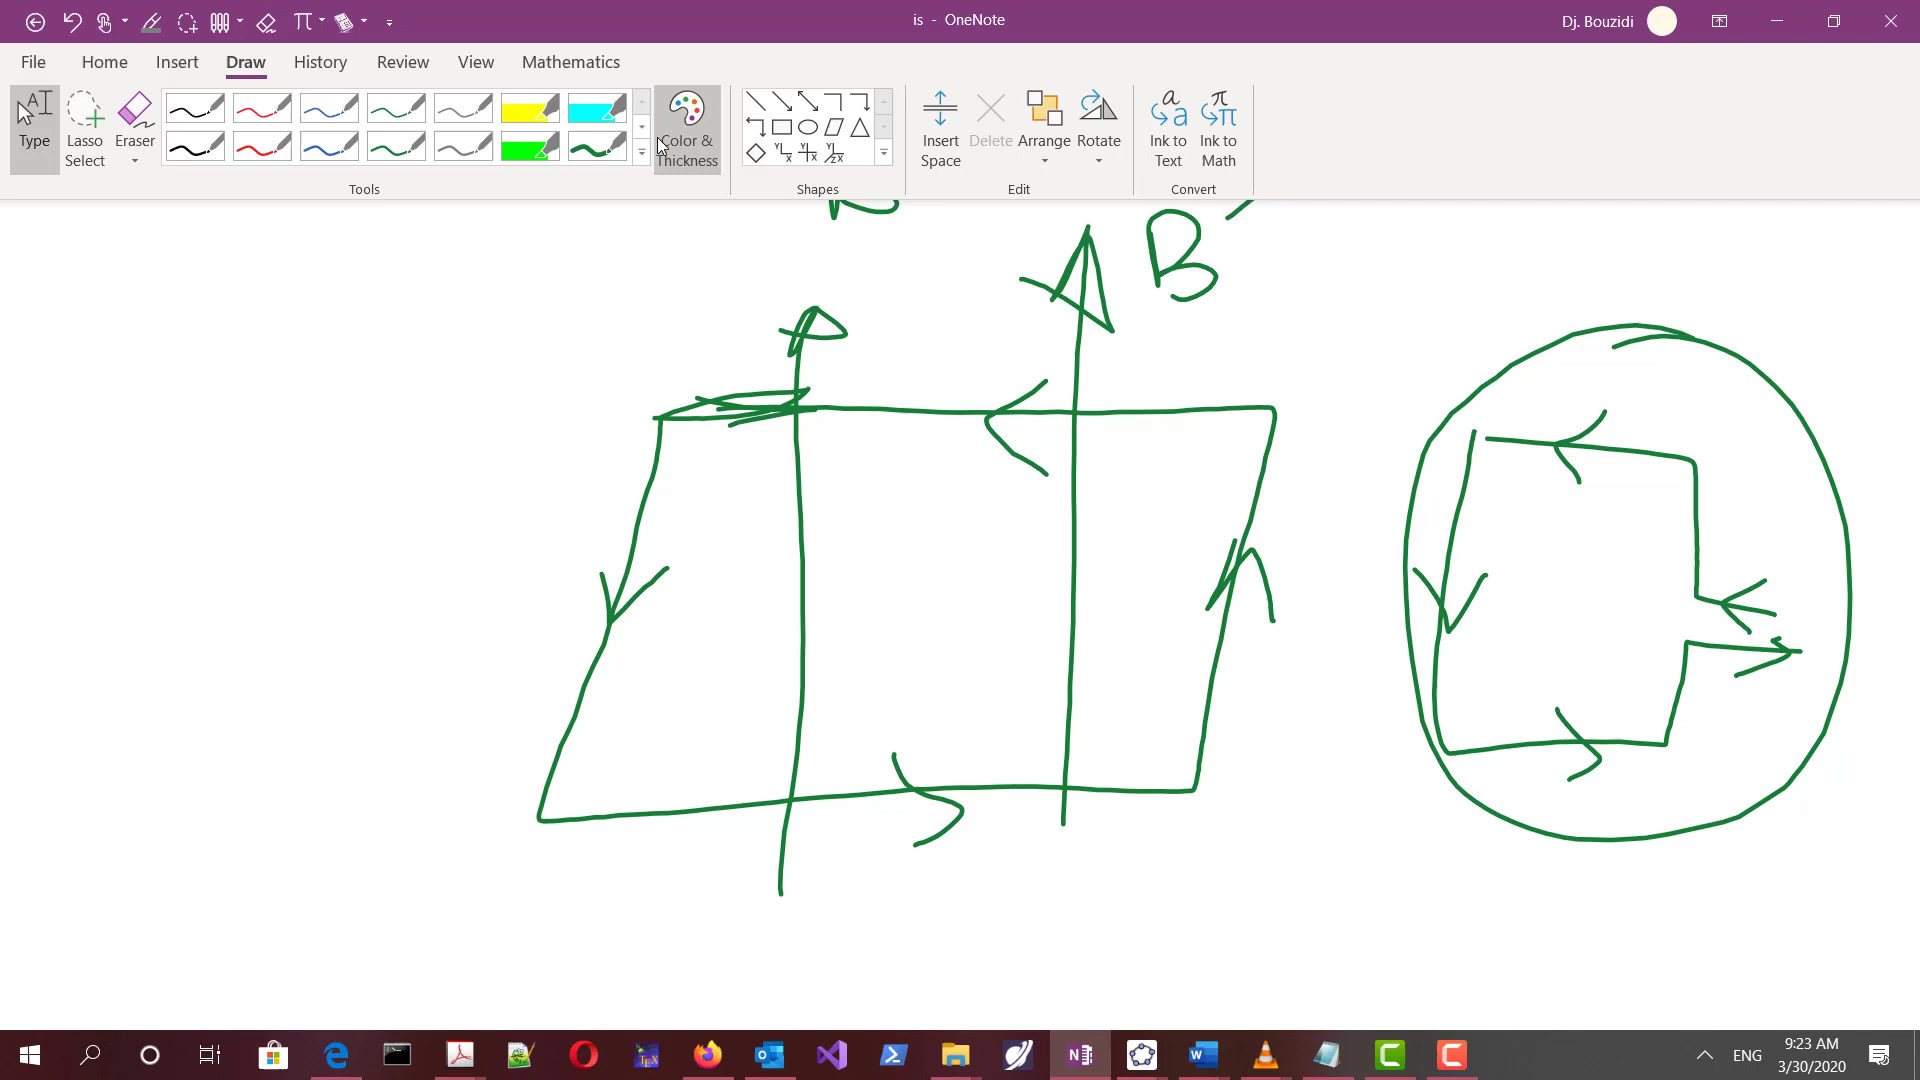 is - OneNote
Dj. Bouzidi
File Home Insert Draw History Review View Mathematics
Type
Lasso Select
Eraser
Color & Thickness
Insert Space
Delete
Arrange
Rotate
Ink to Text
Ink to Math
Tools
Shapes
Edit
Convert
B
ENG
9:23 AM
3/30/2020